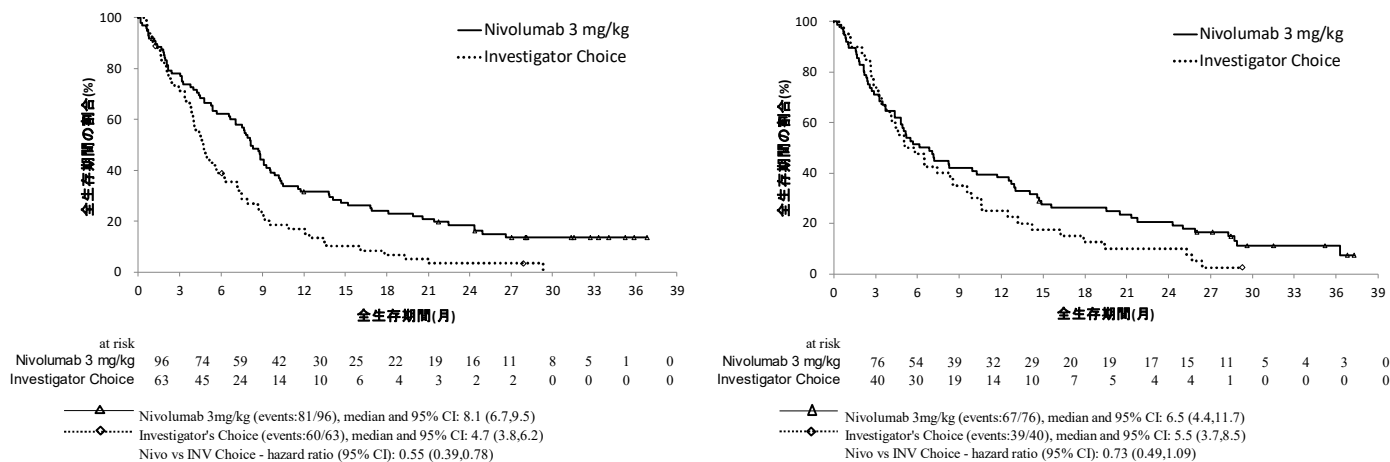 100
80
60
40
20
0
全生存期間の割合(%)
Nivolumab 3 mg/kg
Investigator Choice
0 3 6 9 12 15 18 21 24 27 30 33 36 39
全生存期間(月)
at risk
Nivolumab 3 mg/kg 96 74 59 42 30 25 22 19 16 11 8 5 1 0
Investigator Choice 63 45 24 14 10 6 4 3 2 2 0 0 0 0
Nivolumab 3mg/kg (events:81/96), median and 95% CI: 8.1 (6.7,9.5)
Investigator's Choice (events:60/63), median and 95% CI: 4.7 (3.8,6.2)
Nivo vs INV Choice - hazard ratio (95% CI): 0.55 (0.39,0.78)
100
80
60
40
20
0
全生存期間の割合(%)
Nivolumab 3 mg/kg
Investigator Choice
0 3 6 9 12 15 18 21 24 27 30 33 36 39
全生存期間(月)
at risk
Nivolumab 3 mg/kg 76 54 39 32 29 20 19 17 15 11 5 4 3 0
Investigator Choice 40 30 19 14 10 7 5 4 4 1 0 0 0 0
Nivolumab 3mg/kg (events:67/76), median and 95% CI: 6.5 (4.4,11.7)
Investigator's Choice (events:39/40), median and 95% CI: 5.5 (3.7,8.5)
Nivo vs INV Choice - hazard ratio (95% CI): 0.73 (0.49,1.09)